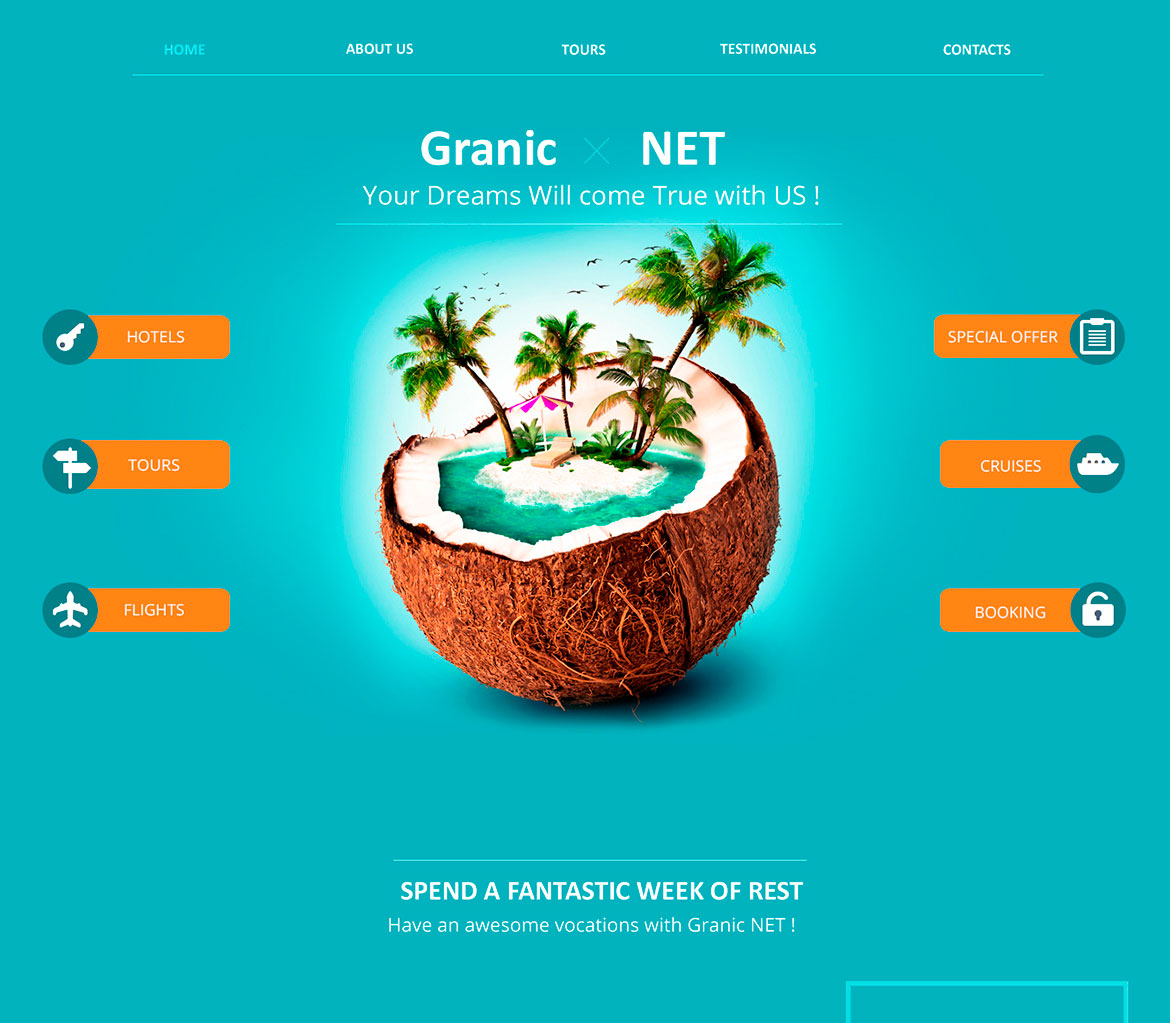 HOME ABOUT US TOURS TESTIMONIALS CONTACTS
Granic NET
Your Dreams Will come True with US !
HOTELS
SPECIAL OFFER
TOURS
CRUISES
FLIGHTS
BOOKING
SPEND A FANTASTIC WEEK OF REST
Have an awesome vocations with Granic NET !